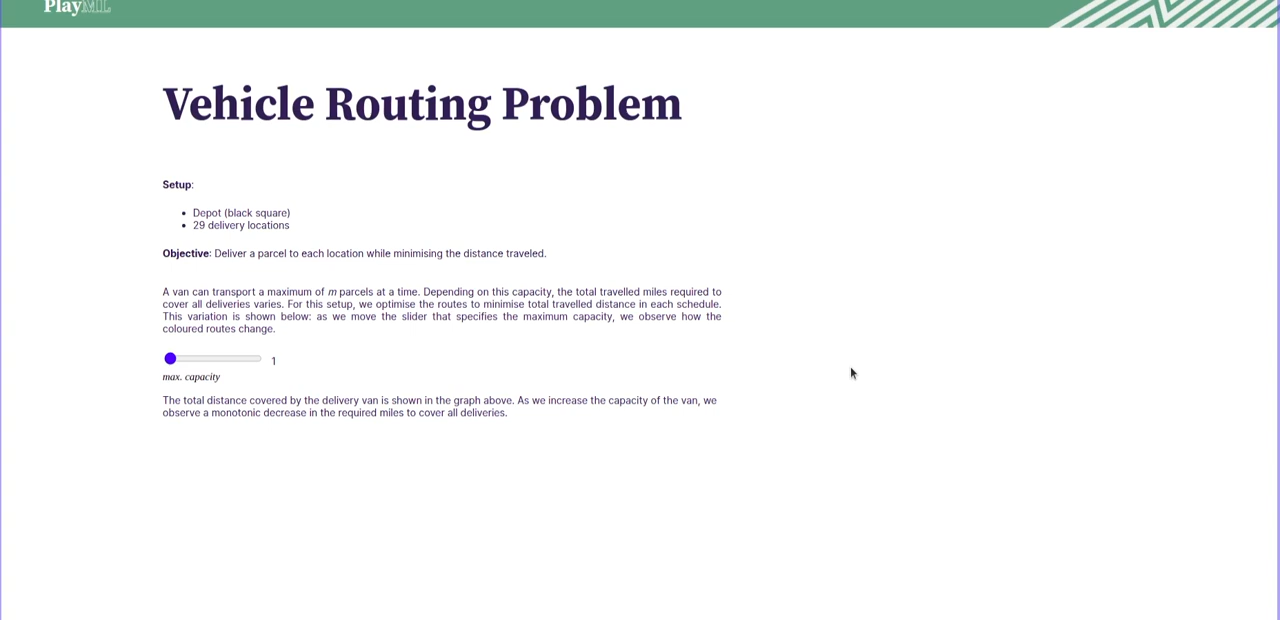 PlayML
Vehicle Routing Problem
Setup:
• Depot (black square)
• 29 delivery locations
Objective: Deliver a parcel to each location while minimising the distance traveled.
A van can transport a maximum of m parcels at a time. Depending on this capacity, the total travelled miles required to
cover all deliveries varies. For this setup, we optimise the routes to minimise total travelled distance in each schedule.
This variation is shown below: as we move the slider that specifies the maximum capacity, we observe how the
coloured routes change.
1
max. capacity
The total distance covered by the delivery van is shown in the graph above. As we increase the capacity of the van, we
observe a monotonic decrease in the required miles to cover all deliveries.